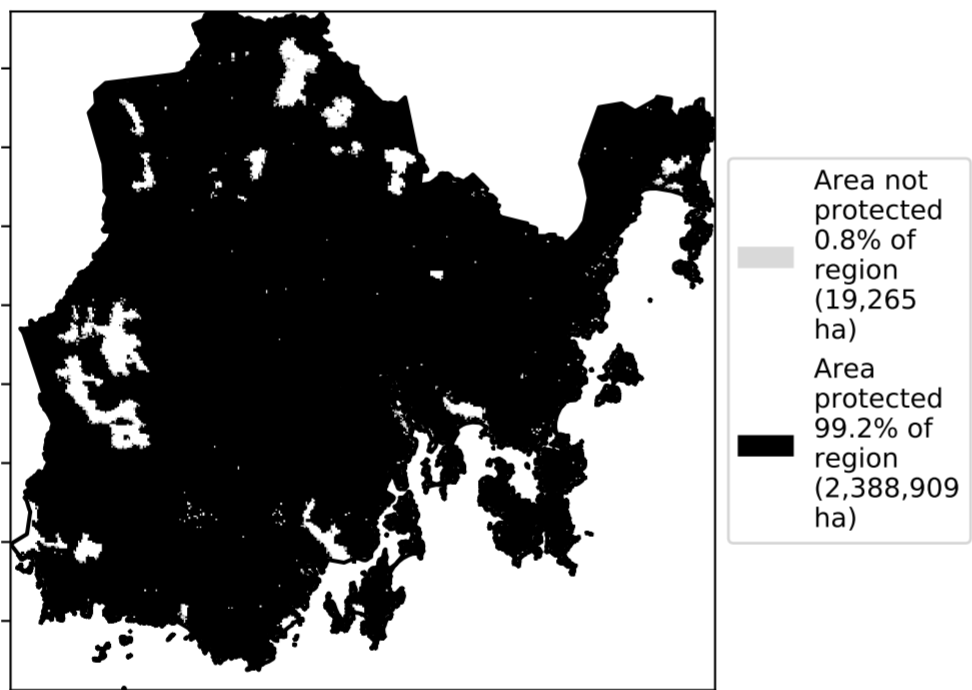 Area not
protected
0.8% of
region
(19,265
ha)
Area
protected
99.2% of
region
(2,388,909
ha)